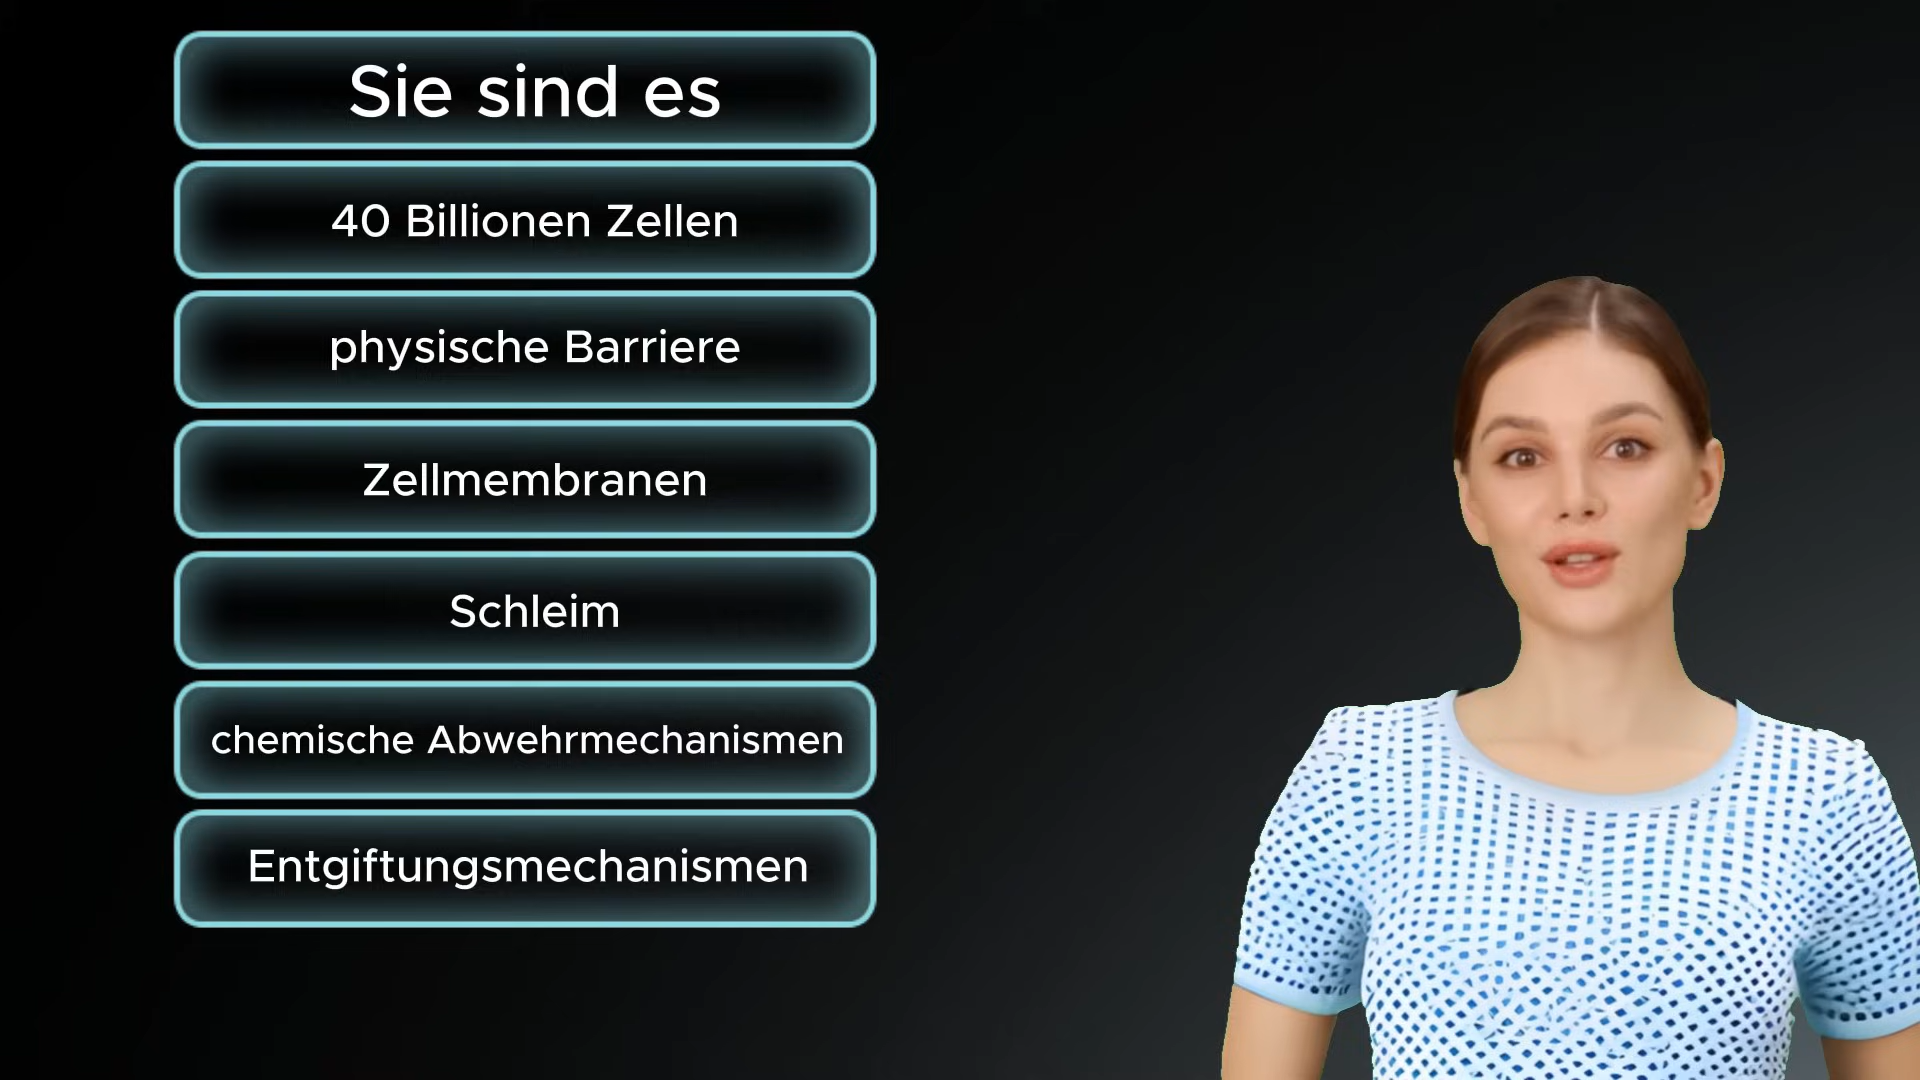 Sie sind es
40 Billionen Zellen
physische Barriere
Zellmembranen
Schleim
chemische Abwehrmechanismen
Entgiftungsmechanismen